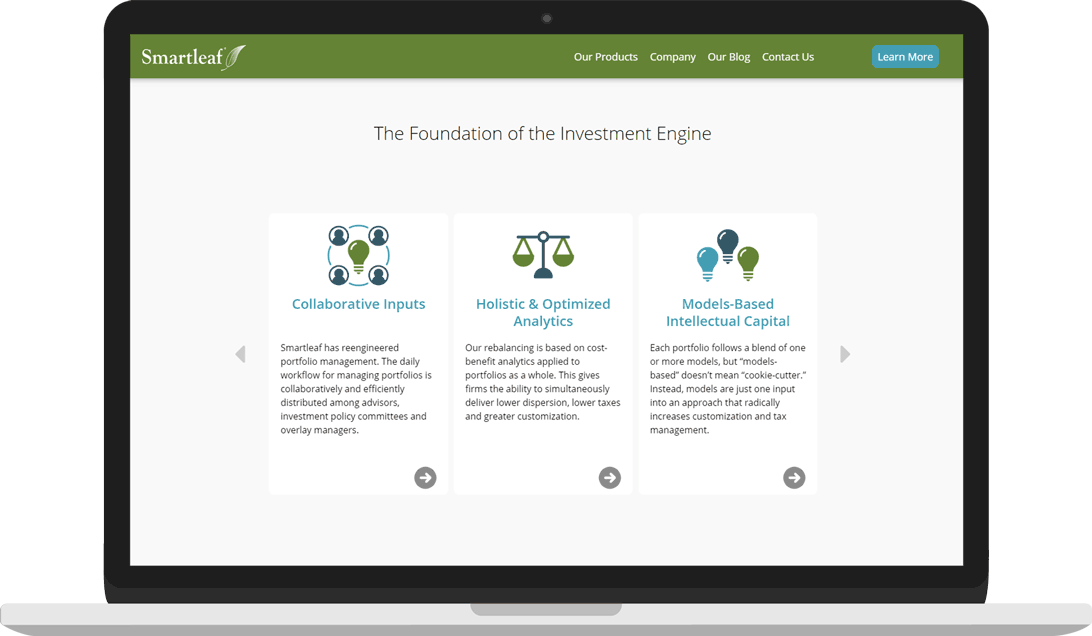 Smartleaf
Our Products
Company
Our Blog
Contact Us
Learn More
The Foundation of the Investment Engine
Collaborative Inputs
Smartleaf has reengineered
portfolio management. The daily
workflow for managing portfolios is
collaboratively and efficiently
distributed among advisors,
investment policy committees and
overlay managers.
Holistic & Optimized
Analytics
Our rebalancing is based on cost-
benefit analytics applied to
portfolios as a whole. This gives
firms the ability to simultaneously
deliver lower dispersion, lower taxes
and greater customization.
Models-Based
Intellectual Capital
Each portfolio follows a blend of one
or more models, but “models-
based” doesn’t mean “cookie-cutter.”
Instead, models are just one input
into an approach that radically
increases customization and tax
management.